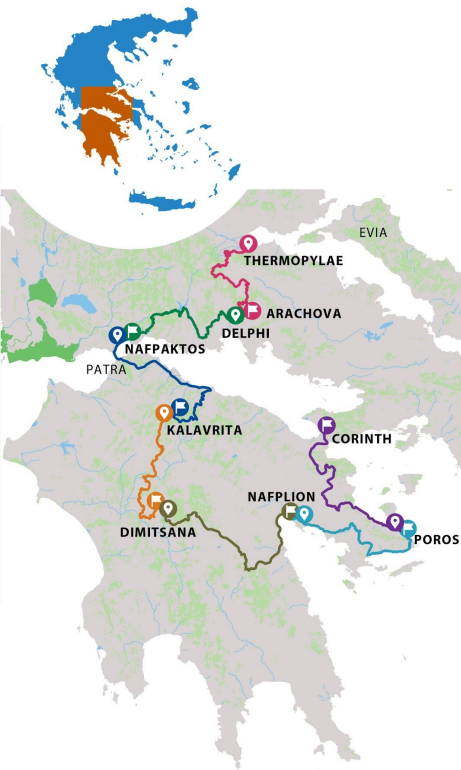 EVIA
THERMOPYLAE
ARACHOVA
DELPHI
NAFPAKTOS
PATRA
KALAVRITA
CORINTH
NAFPLION
DIMITSANA
POROS